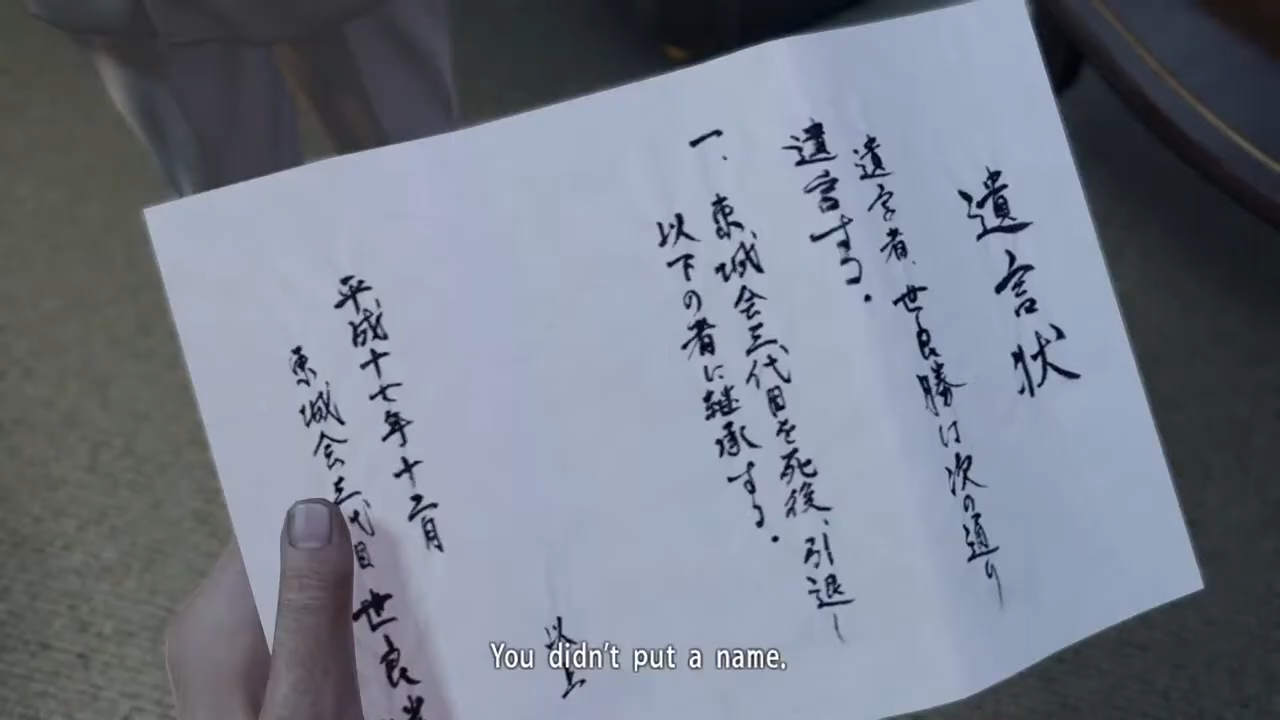 遺言状
遺言者、世良勝は次の通り
遺言する。
一、東城会三代目を死後、引退し
以下の者に継承する。
以上
平成十七年十二月
東城会三代目 世良
You didn't put a name.